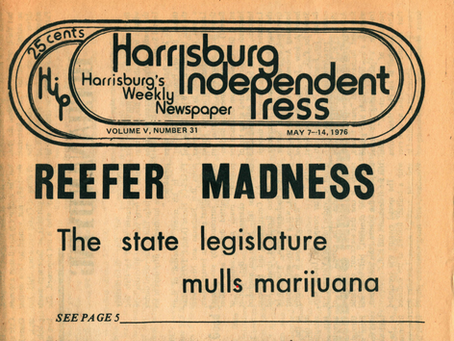 25 cents
HiP
Harrisburg
Harrisburg's Independent
Weekly
Newspaper Press
VOLUME V, NUMBER 31 MAY 7-14, 1976
REEFER MADNESS
The state legislature
mulls marijuana
SEE PAGE 5